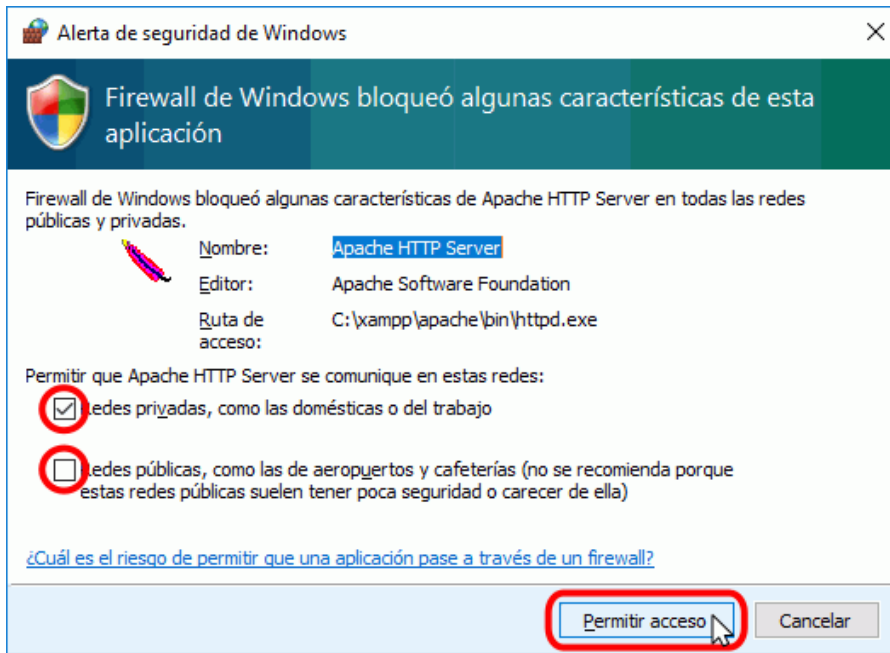 Alerta de seguridad de Windows
Firewall de Windows bloqueó algunas características de esta
aplicación
Firewall de Windows bloqueó algunas características de Apache HTTP Server en todas las redes
públicas y privadas.
Nombre: Apache HTTP Server
Editor: Apache Software Foundation
Ruta de C:\xampp\apache\bin\httpd.exe
acceso:
Permitir que Apache HTTP Server se comunique en estas redes:
Redes privadas, como las domésticas o del trabajo
Redes públicas, como las de aeropuertos y cafeterías (no se recomienda porque
estas redes públicas suelen tener poca seguridad o carecer de ella)
¿Cuál es el riesgo de permitir que una aplicación pase a través de un firewall?
Permitir acceso Cancelar